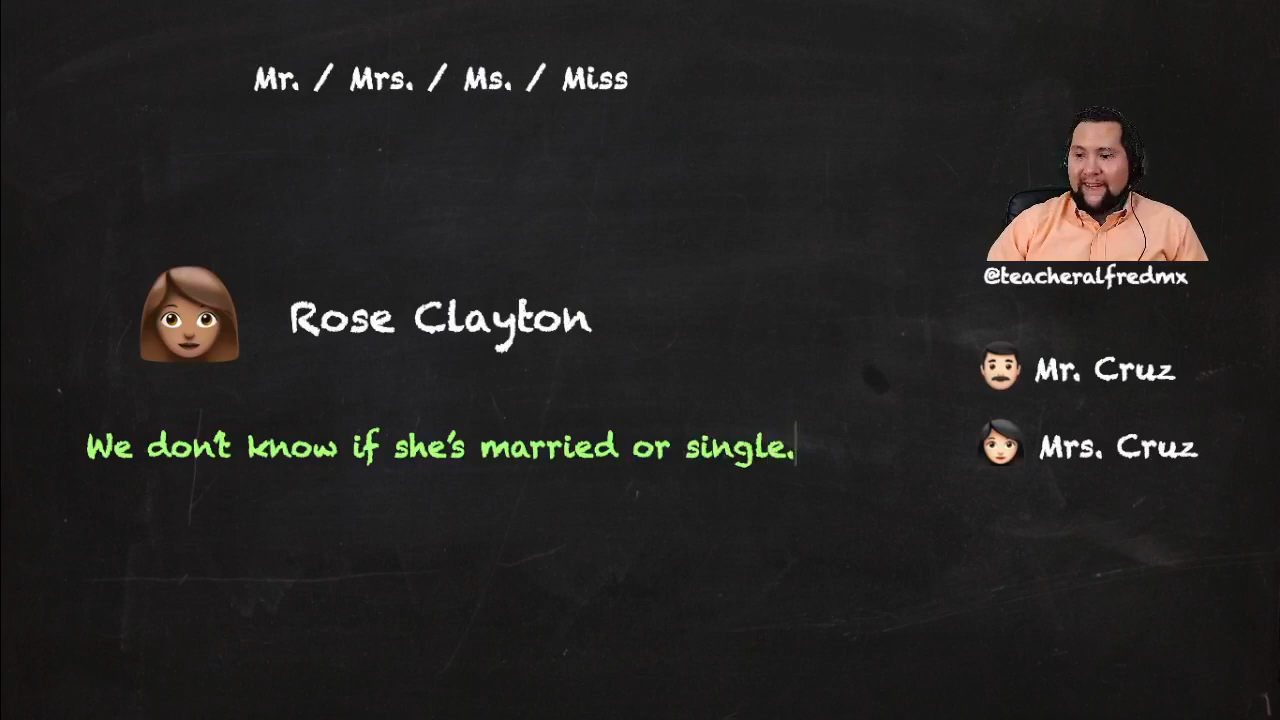 Mr. / Mrs. / Ms. / Miss
@teacheralfredmx
Rose Clayton
Mr. Cruz
We don't know if she's married or single.
Mrs. Cruz